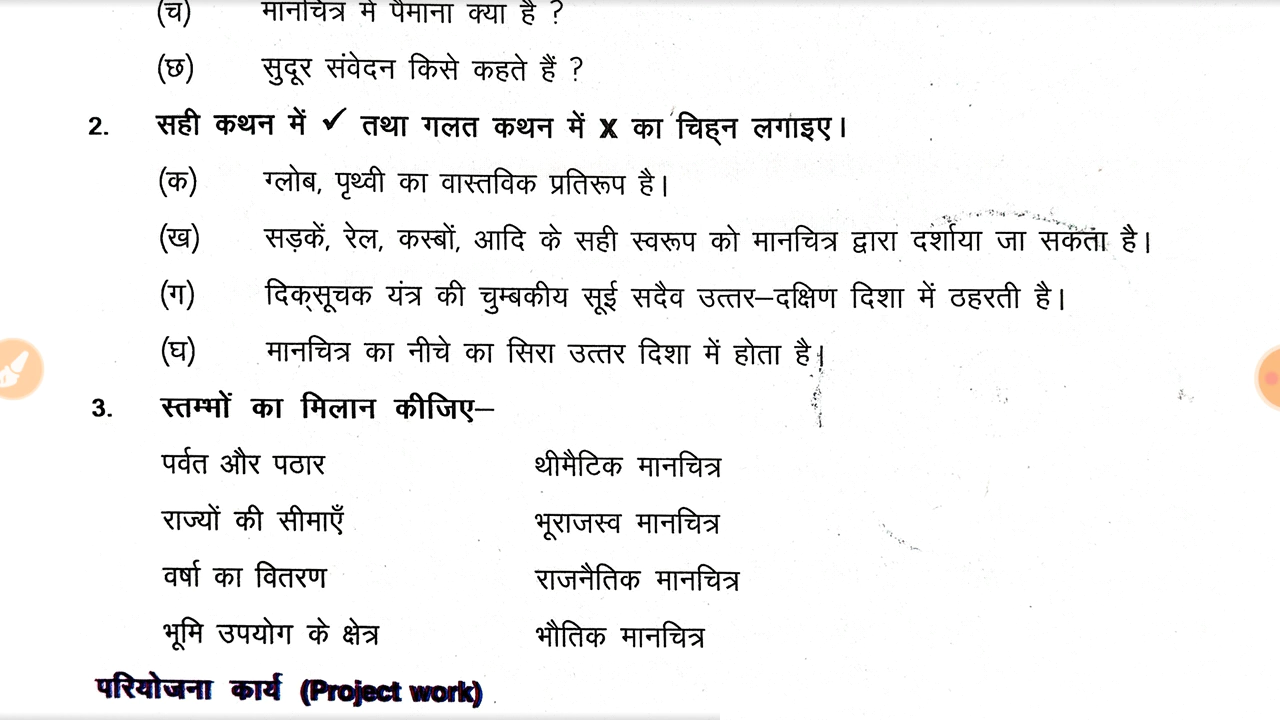 (च) मानचित्र में पैमाना क्या है ?
(छ) सुदूर संवेदन किसे कहते हैं ?
2. सही कथन में ✓ तथा गलत कथन में X का चिह्न लगाइए।
(क) ग्लोब, पृथ्वी का वास्तविक प्रतिरूप है।
(ख) सड़कें, रेल, कस्बों, आदि के सही स्वरूप को मानचित्र द्वारा दर्शाया जा सकता है।
(ग) दिक्सूचक यंत्र की चुम्बकीय सूई सदैव उत्तर–दक्षिण दिशा में ठहरती है।
(घ) मानचित्र का नीचे का सिरा उत्तर दिशा में होता है।
3. स्तम्भों का मिलान कीजिए–
पर्वत और पठार थीमैटिक मानचित्र
राज्यों की सीमाएँ भूराजस्व मानचित्र
वर्षा का वितरण राजनैतिक मानचित्र
भूमि उपयोग के क्षेत्र भौतिक मानचित्र
परियोजना कार्य (Project work)